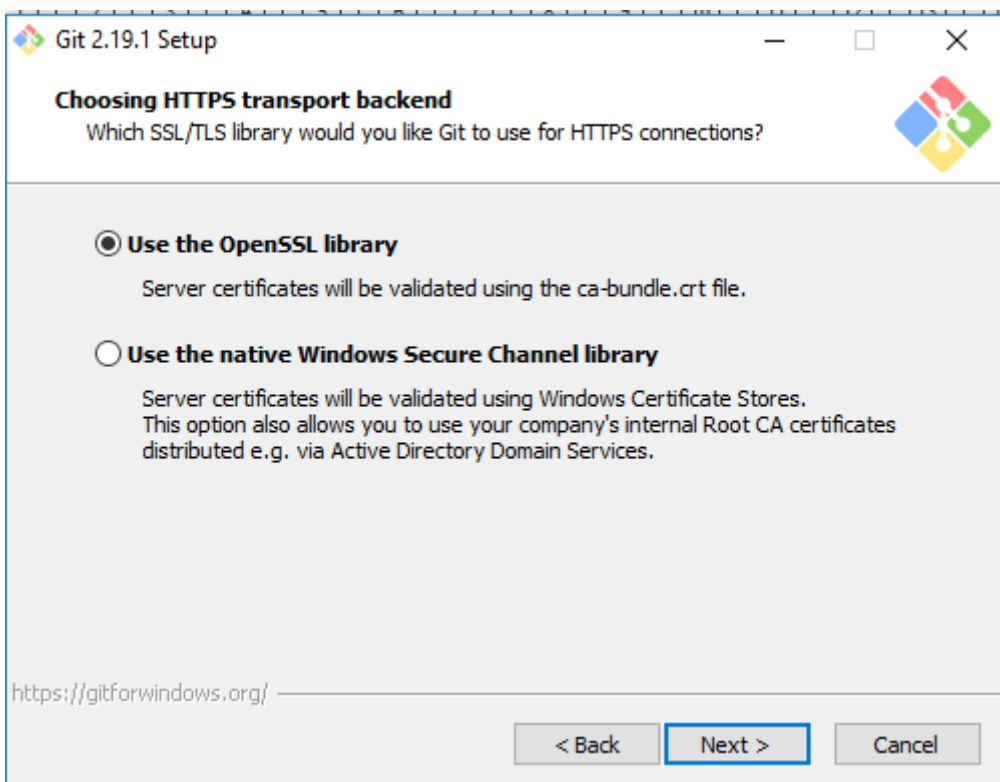 Git 2.19.1 Setup
Choosing HTTPS transport backend
Which SSL/TLS library would you like Git to use for HTTPS connections?
Use the OpenSSL library
Server certificates will be validated using the ca-bundle.crt file.
Use the native Windows Secure Channel library
Server certificates will be validated using Windows Certificate Stores.
This option also allows you to use your company's internal Root CA certificates
distributed e.g. via Active Directory Domain Services.
https://gitforwindows.org/
< Back Next > Cancel